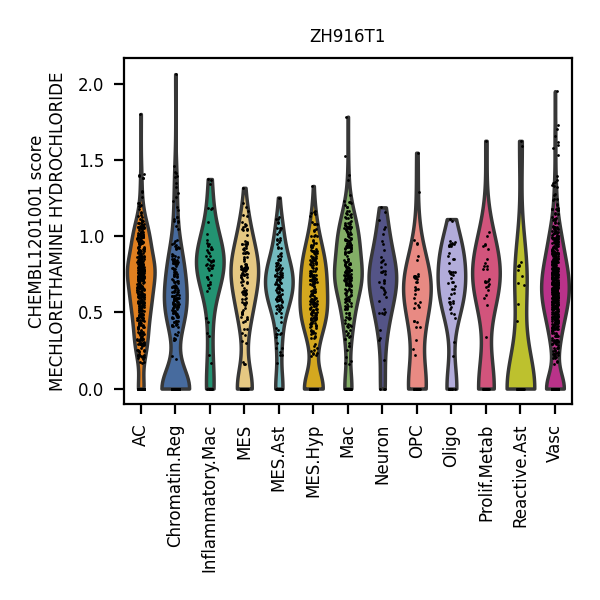 ZH916T1
CHEMBL1201001 score
MECHLORETHAMINE HYDROCHLORIDE
2.0
1.5
1.0
0.5
0.0
AC
Chromatin.Reg
Inflammatory.Mac
MES
MES.Ast
MES.Hyp
Mac
Neuron
OPC
Oligo
Prolif.Metab
Reactive.Ast
Vasc